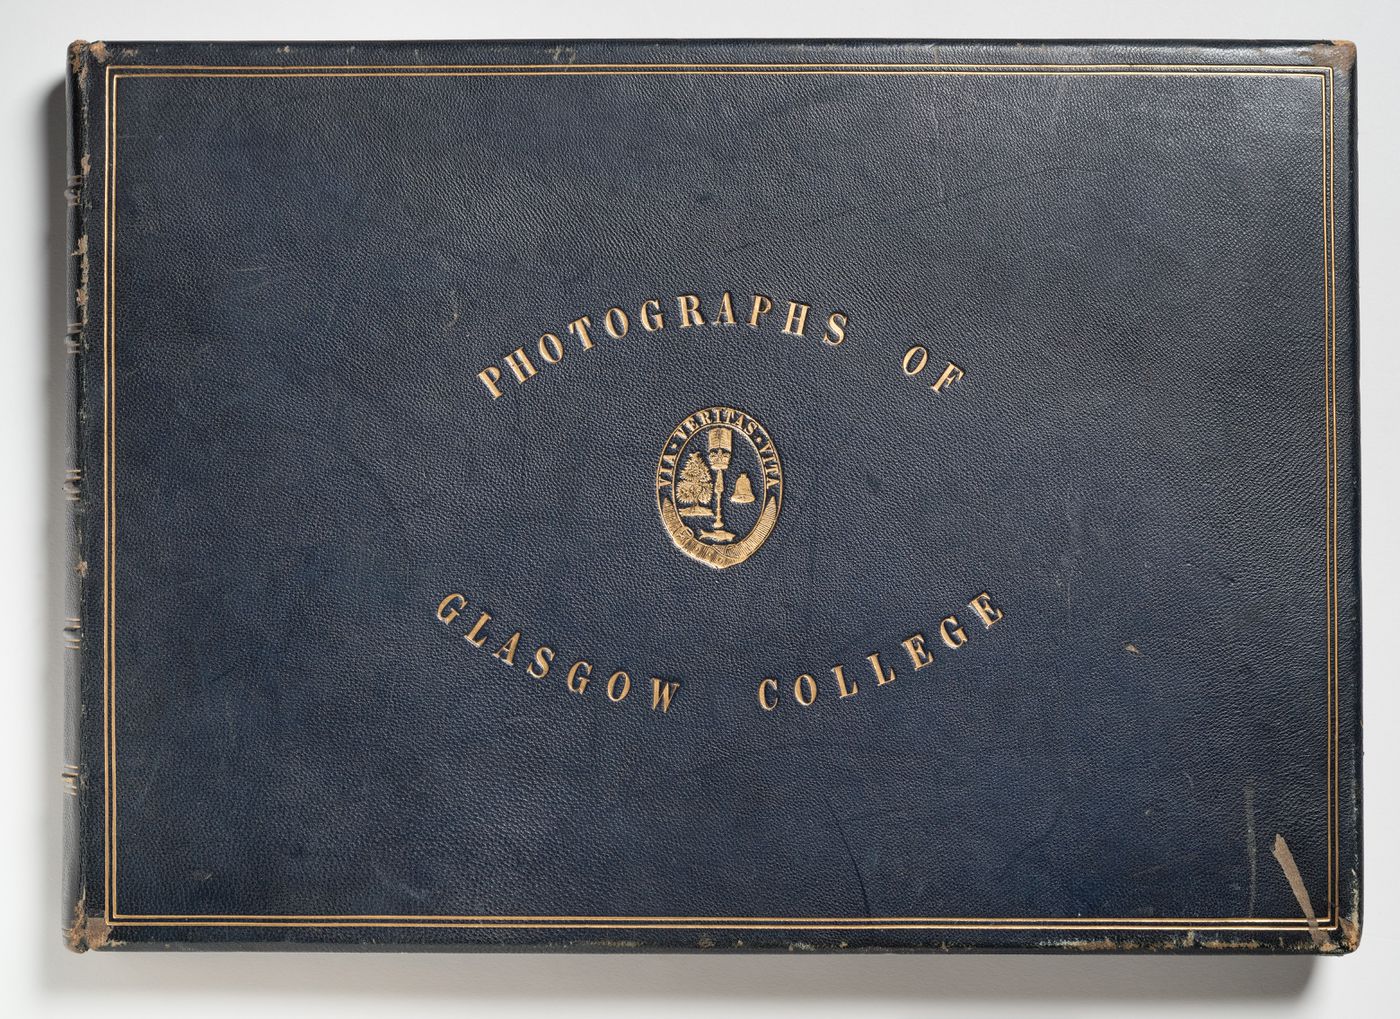 PHOTOGRAPHS OF
VIA · VERITAS · VITA
GLASGOW COLLEGE